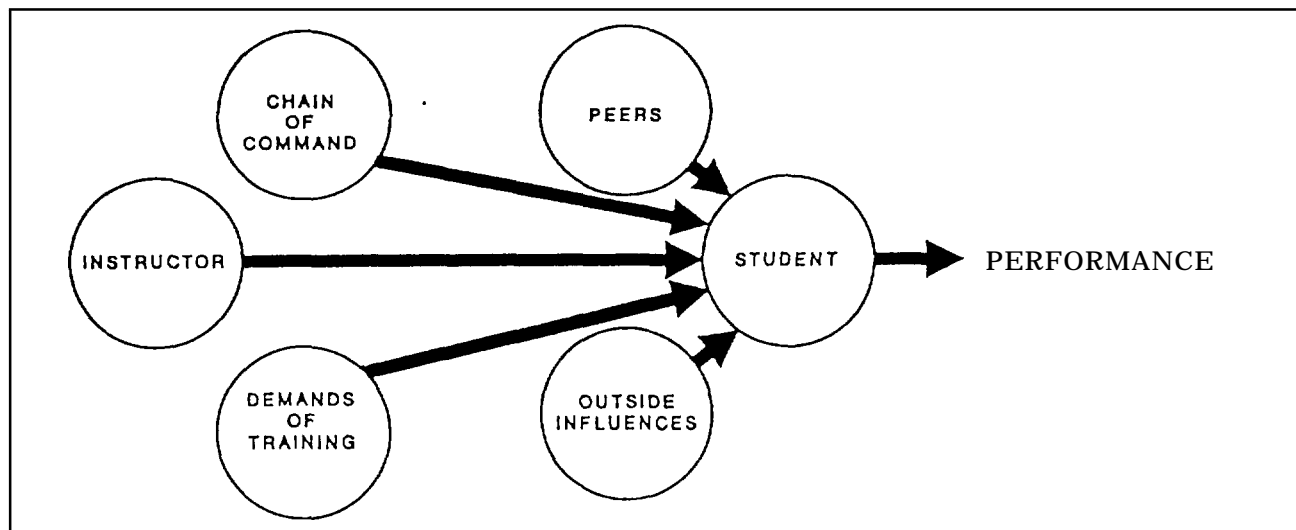 CHAIN
OF
COMMAND
PEERS
INSTRUCTOR
STUDENT
PERFORMANCE
DEMANDS
OF
TRAINING
OUTSIDE
INFLUENCES